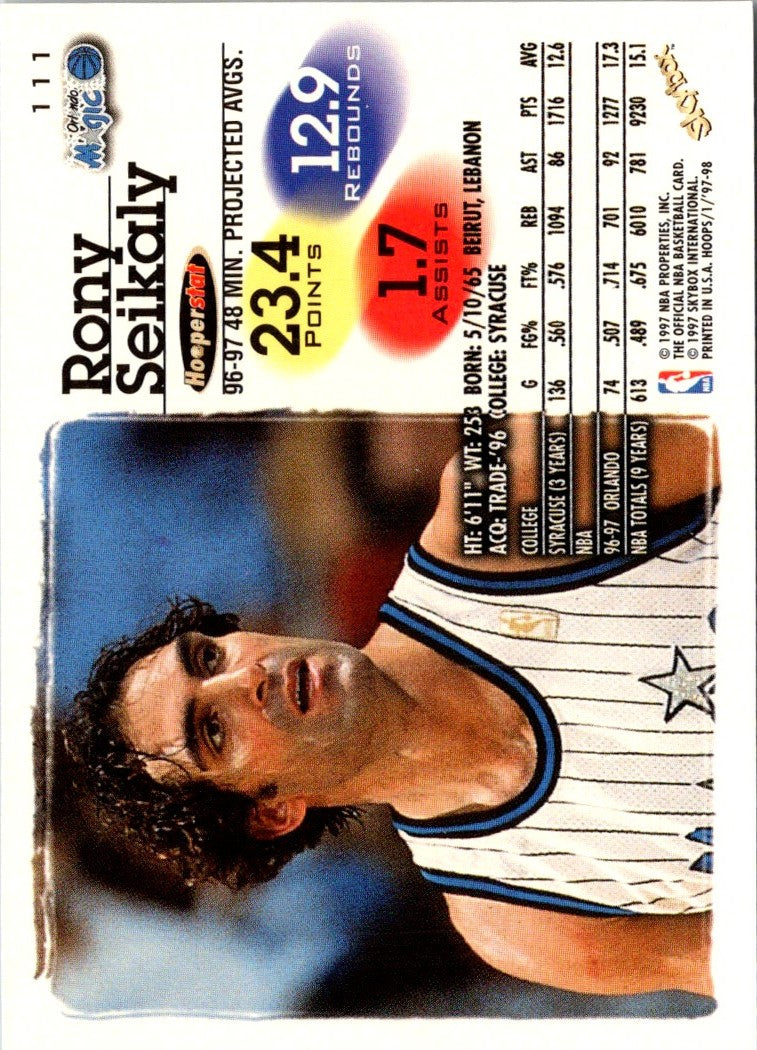 111
Orlando
Magic
Rony
Seikaly
Hooperstat
96-97 48 MIN. PROJECTED AVGS.
23.4
POINTS
12.9
REBOUNDS
1.7
ASSISTS
HT: 6'11" WT: 253 BORN: 5/10/65 BEIRUT, LEBANON
ACQ: TRADE-'96 COLLEGE: SYRACUSE
COLLEGE G FG% FT% REB AST PTS AVG
SYRACUSE (3 YEARS) 136 .560 .576 1094 86 1716 12.6
NBA
96-97 ORLANDO 74 .507 .714 701 92 1277 17.3
NBA TOTALS (9 YEARS) 613 .489 .675 6010 781 9230 15.1
NBA
© 1997 NBA PROPERTIES, INC.
THE OFFICIAL NBA BASKETBALL CARD.
© 1997 SKYBOX INTERNATIONAL.
PRINTED IN U.S.A. HOOPS/1/'97-98
SkyBox™